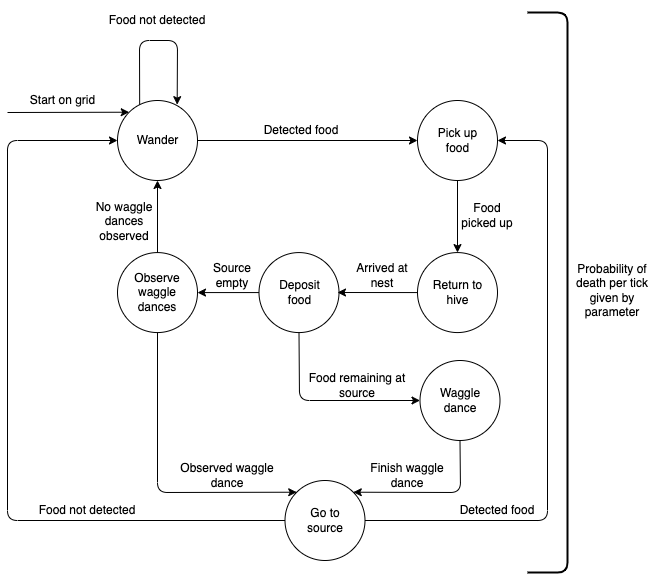 Food not detected
Start on grid
Wander
Detected food
Pick up
food
No waggle
dances
observed
Food
picked up
Observe
waggle
dances
Source
empty
Deposit
food
Arrived at
nest
Return to
hive
Probability of
death per tick
given by
parameter
Food remaining at
source
Waggle
dance
Observed waggle
dance
Finish waggle
dance
Food not detected
Go to
source
Detected food